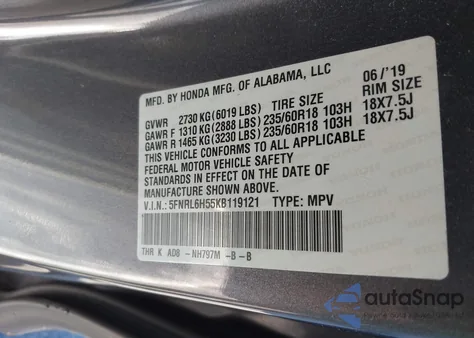 MFD. BY HONDA MFG. OF ALABAMA, LLC 06/'19
GVWR 2730 KG(6019 LBS) TIRE SIZE RIM SIZE
GAWR F 1310 KG(2888 LBS) 235/60R18 103H 18X7.5J
GAWR R 1465 KG(3230 LBS) 235/60R18 103H 18X7.5J
THIS VEHICLE CONFORMS TO ALL APPLICABLE
FEDERAL MOTOR VEHICLE SAFETY
STANDARDS IN EFFECT ON THE DATE OF
MANUFACTURE SHOWN ABOVE.
V.I.N.: 5FNRL6H55KB119121 TYPE: MPV
THR K AD8 -NH797M -B -B
autoSnap